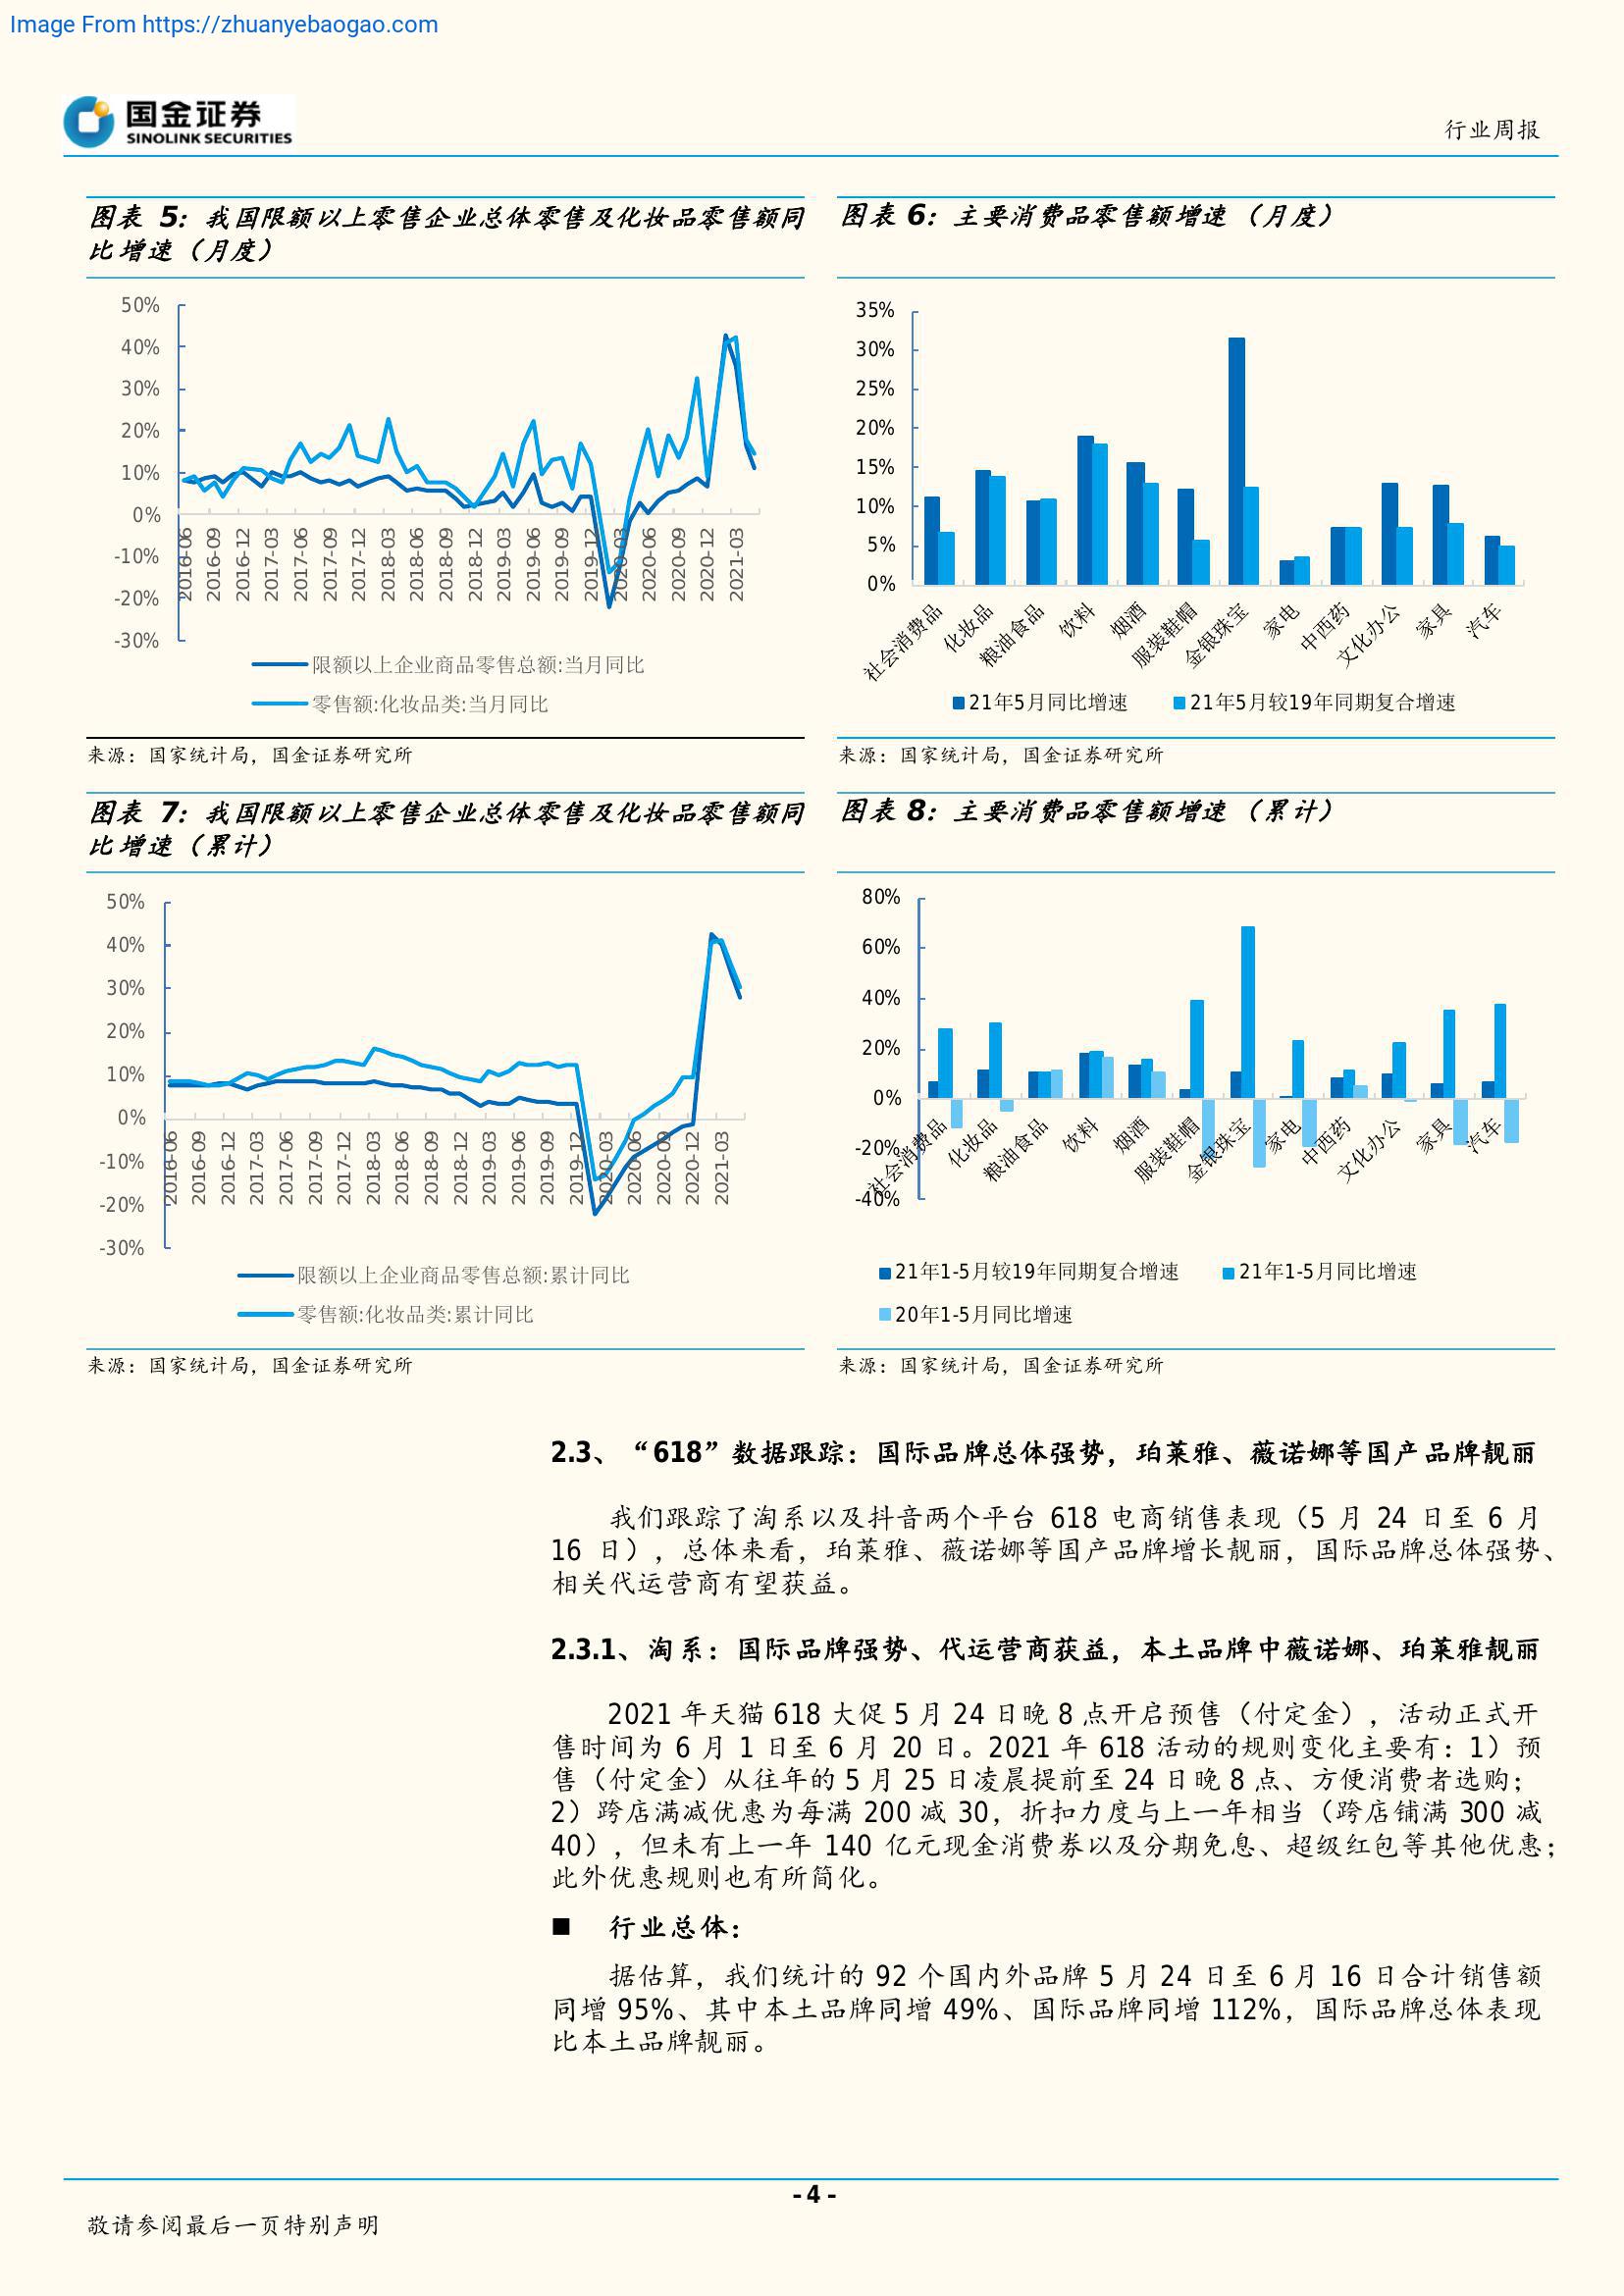 Image From https://zhuanyebaogao.com
国金证券
SINOLINK SECURITIES
行业周报
图表 5：我国限额以上零售企业总体零售及化妆品零售额同
比增速（月度）
50%
40%
30%
20%
10%
0%
-10%
-20%
-30%
2016-06
2016-09
2016-12
2017-03
2017-06
2017-09
2017-12
2018-03
2018-06
2018-09
2018-12
2019-03
2019-06
2019-09
2019-12
2020-03
2020-06
2020-09
2020-12
2021-03
限额以上企业商品零售总额:当月同比
零售额:化妆品类:当月同比
来源：国家统计局，国金证券研究所
图表 6：主要消费品零售额增速（月度）
35%
30%
25%
20%
15%
10%
5%
0%
社会消费品
化妆品
粮油食品
饮料
烟酒
服装鞋帽
金银珠宝
家电
中西药
文化办公
家具
汽车
21年5月同比增速
21年5月较19年同期复合增速
来源：国家统计局，国金证券研究所
图表 7：我国限额以上零售企业总体零售及化妆品零售额同
比增速（累计）
50%
40%
30%
20%
10%
0%
-10%
-20%
-30%
2016-06
2016-09
2016-12
2017-03
2017-06
2017-09
2017-12
2018-03
2018-06
2018-09
2018-12
2019-03
2019-06
2019-09
2019-12
2020-03
2020-06
2020-09
2020-12
2021-03
限额以上企业商品零售总额:累计同比
零售额:化妆品类:累计同比
来源：国家统计局，国金证券研究所
图表 8：主要消费品零售额增速（累计）
80%
60%
40%
20%
0%
-20%
-40%
社会消费品
化妆品
粮油食品
饮料
烟酒
服装鞋帽
金银珠宝
家电
中西药
文化办公
家具
汽车
21年1-5月较19年同期复合增速
21年1-5月同比增速
20年1-5月同比增速
来源：国家统计局，国金证券研究所
2.3、“618”数据跟踪：国际品牌总体强势，珀莱雅、薇诺娜等国产品牌靓丽
我们跟踪了淘系以及抖音两个平台 618 电商销售表现（5 月 24 日至 6 月
16 日），总体来看，珀莱雅、薇诺娜等国产品牌增长靓丽，国际品牌总体强势、
相关代运营商有望获益。
2.3.1、淘系：国际品牌强势、代运营商获益，本土品牌中薇诺娜、珀莱雅靓丽
2021 年天猫 618 大促 5 月 24 日晚 8 点开启预售（付定金），活动正式开
售时间为 6 月 1 日至 6 月 20 日。2021 年 618 活动的规则变化主要有：1）预
售（付定金）从往年的 5 月 25 日凌晨提前至 24 日晚 8 点、方便消费者选购；
2）跨店满减优惠为每满 200 减 30，折扣力度与上一年相当（跨店铺满 300 减
40），但未有上一年 140 亿元现金消费券以及分期免息、超级红包等其他优惠；
此外优惠规则也有所简化。
■ 行业总体：
据估算，我们统计的 92 个国内外品牌 5 月 24 日至 6 月 16 日合计销售额
同增 95%、其中本土品牌同增 49%、国际品牌同增 112%，国际品牌总体表现
比本土品牌靓丽。
- 4 -
敬请参阅最后一页特别声明